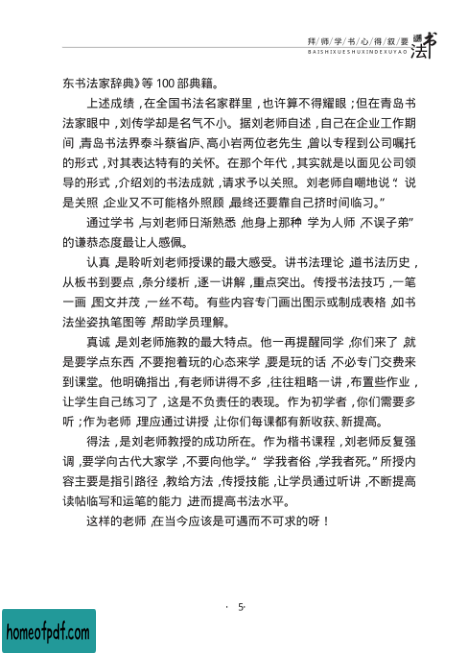 拜/师/学/书/心/得/叙/要
BAISHIXUESHUXINDEXUYAO
道书法
东书法家辞典》等 100 部典籍。
上述成绩，在全国书法名家群里，也许算不得耀眼；但在青岛书
法家眼中，刘传学却是名气不小。据刘老师自述，自己在企业工作期
间，青岛书法界泰斗蔡省庐、高小岩两位老先生，曾以专程到公司嘱托
的形式，对其表达特有的关怀。在那个年代，其实就是以面见公司领
导的形式，介绍刘的书法成就，请求予以关照。刘老师自嘲地说：“说
是关照，企业又不可能格外照顾，最终还要靠自己挤时间临习。”
通过学书，与刘老师日渐熟悉，他身上那种“学为人师，不误子弟”
的谦恭态度最让人感佩。
认真，是聆听刘老师授课的最大感受。讲书法理论，道书法历史，
从板书到要点，条分缕析，逐一讲解，重点突出。传授书法技巧，一笔
一画，图文并茂，一丝不苟。有些内容专门画出图示或制成表格，如书
法坐姿执笔图等，帮助学员理解。
真诚，是刘老师施教的最大特点。他一再提醒同学，你们来了，就
是要学点东西，不要抱着玩的心态来学，要是玩的话，不必专门交费来
到课堂。他明确指出，有老师讲得不多，往往粗略一讲，布置些作业，
让学生自己练习了，这是不负责任的表现。作为初学者，你们需要多
听；作为老师，理应通过讲授，让你们每课都有新收获、新提高。
得法，是刘老师教授的成功所在。作为楷书课程，刘老师反复强
调，要学向古代大家学，不要向他学。“学我者俗，学我者死。”所授内
容主要是指引路径，教给方法，传授技能，让学员通过听讲，不断提高
读帖临写和运笔的能力，进而提高书法水平。
这样的老师，在当今应该是可遇而不可求的呀！
· 5·
homeofpdf.com